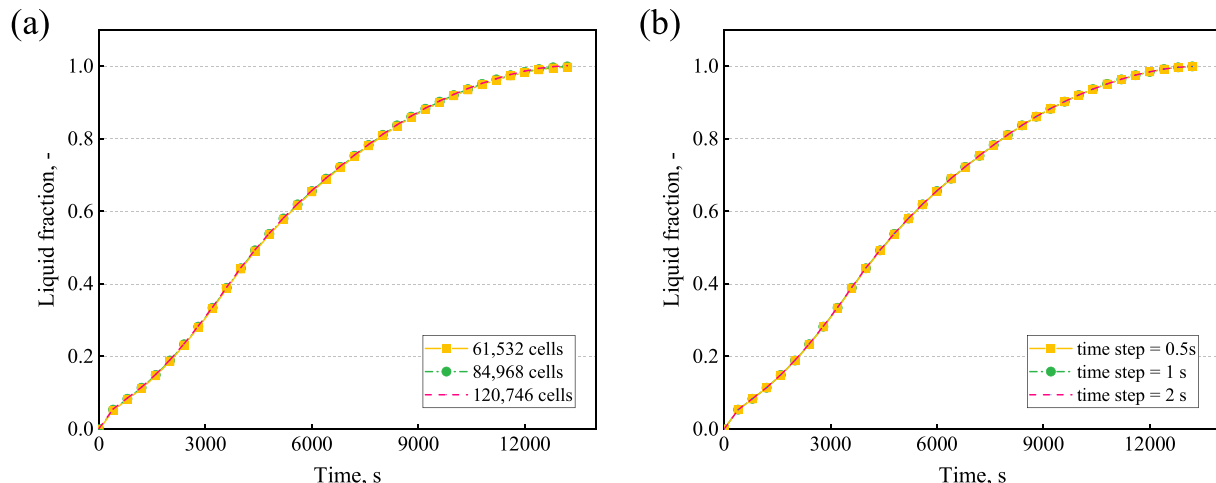 (a)
1.0
0.8
0.6
0.4
0.2
0.0
Liquid fraction, -
0
3000
6000
9000
12000
Time, s
61,532 cells
84,968 cells
120,746 cells
(b)
1.0
0.8
0.6
0.4
0.2
0.0
Liquid fraction, -
0
3000
6000
9000
12000
Time, s
time step = 0.5s
time step = 1 s
time step = 2 s